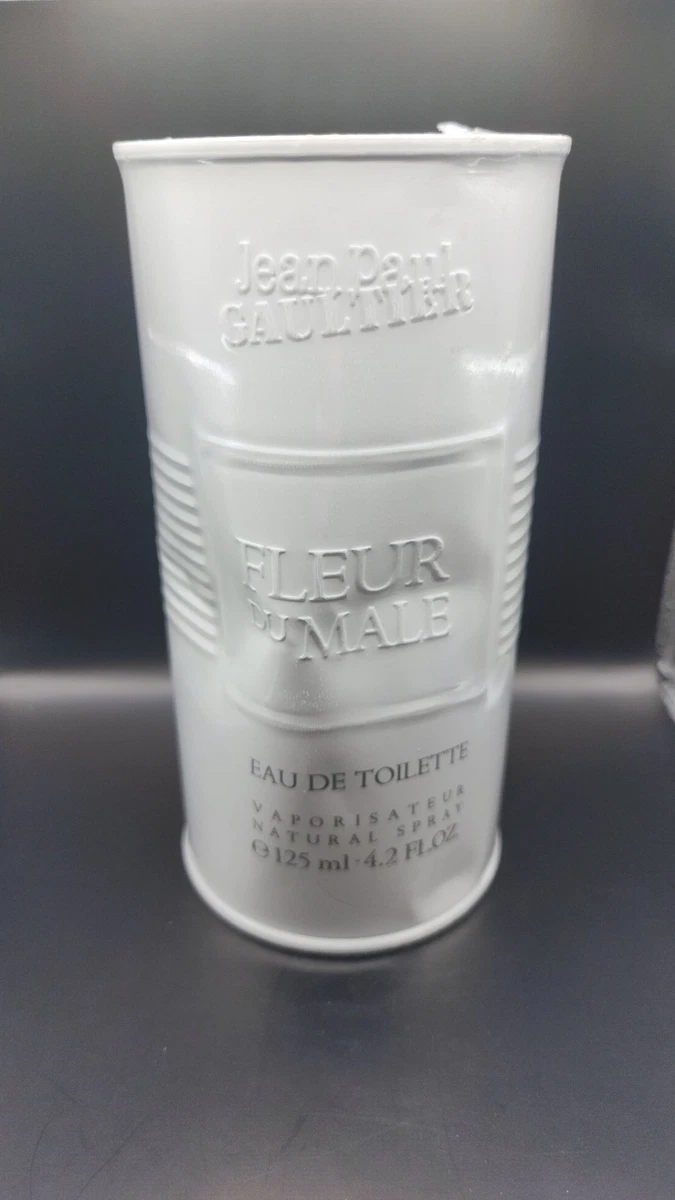 Jean Paul
GAULTIER
FLEUR
DU MALE
EAU DE TOILETTE
VAPORISATEUR
NATURAL SPRAY
℮ 125 ml · 4.2 FL.OZ.